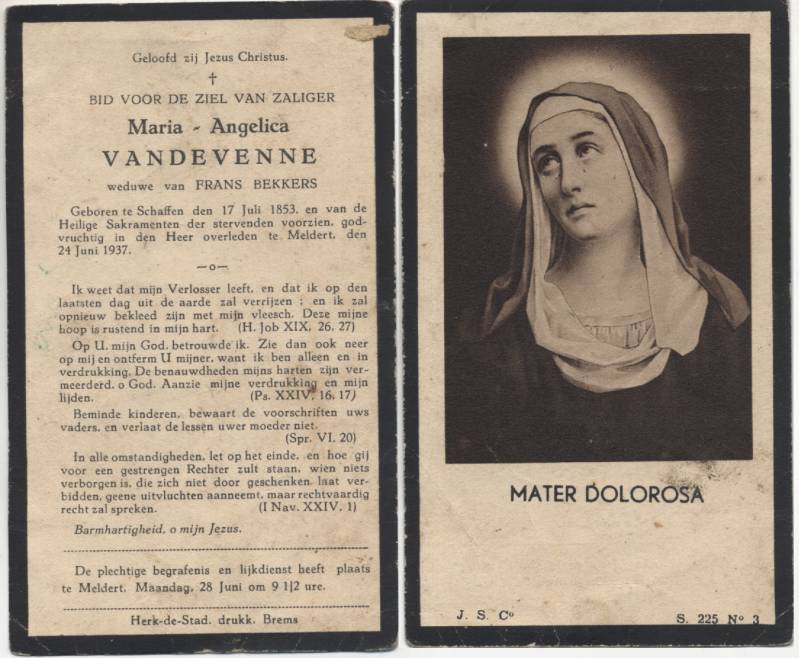 Geloofd zij Jezus Christus.
†
BID VOOR DE ZIEL VAN ZALIGER
Maria - Angelica
VANDEVENNE
weduwe van FRANS BEKKERS
Geboren te Schaffen den 17 Juli 1853, en van de
Heilige Sakramenten der stervenden voorzien, god-
vruchtig in den Heer overleden te Meldert, den
24 Juni 1937.
—o—
Ik weet dat mijn Verlosser leeft, en dat ik op den
laatsten dag uit de aarde zal verrijzen ; en ik zal
opnieuw bekleed zijn met mijn vleesch. Deze mijne
hoop is rustend in mijn hart. (H. Job XIX, 26, 27)
Op U, mijn God, betrouwde ik. Zie dan ook neer
op mij en ontferm U mijner, want ik ben alleen en in
verdrukking. De benauwdheden mijns harten zijn ver-
meerderd, o God. Aanzie mijne verdrukking en mijn
lijden. (Ps. XXIV, 16, 17)
Beminde kinderen, bewaart de voorschriften uws
vaders, en verlaat de lessen uwer moeder niet.
(Spr. VI, 20)
In alle omstandigheden, let op het einde, en hoe gij
voor een gestrengen Rechter zult staan, wien niets
verborgen is, die zich niet door geschenken laat ver-
bidden, geene uitvluchten aanneemt, maar rechtvaardig
recht zal spreken. (I Nav. XXIV, 1)
Barmhartigheid, o mijn Jezus.
De plechtige begrafenis en lijkdienst heeft plaats
te Meldert, Maandag, 28 Juni om 9 1|2 ure.
Herk-de-Stad, drukk. Brems
MATER DOLOROSA
J. S. Cº
S. 225 Nº 3